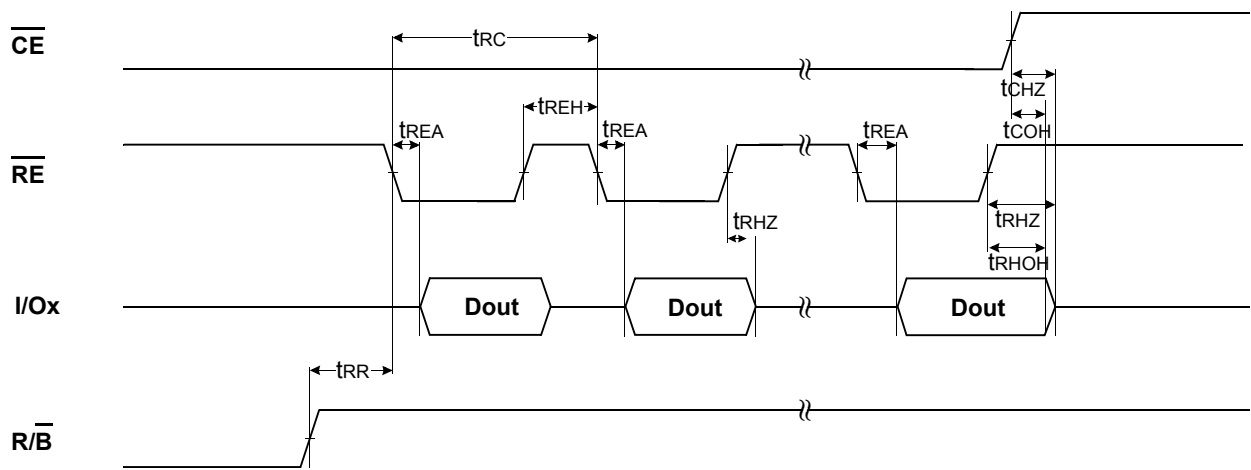 CE
tRC
tCHZ
tREH
tREA
tREA
tREA
tCOH
RE
tRHZ
tRHZ
tRHOH
I/Ox
Dout
Dout
Dout
tRR
R/B